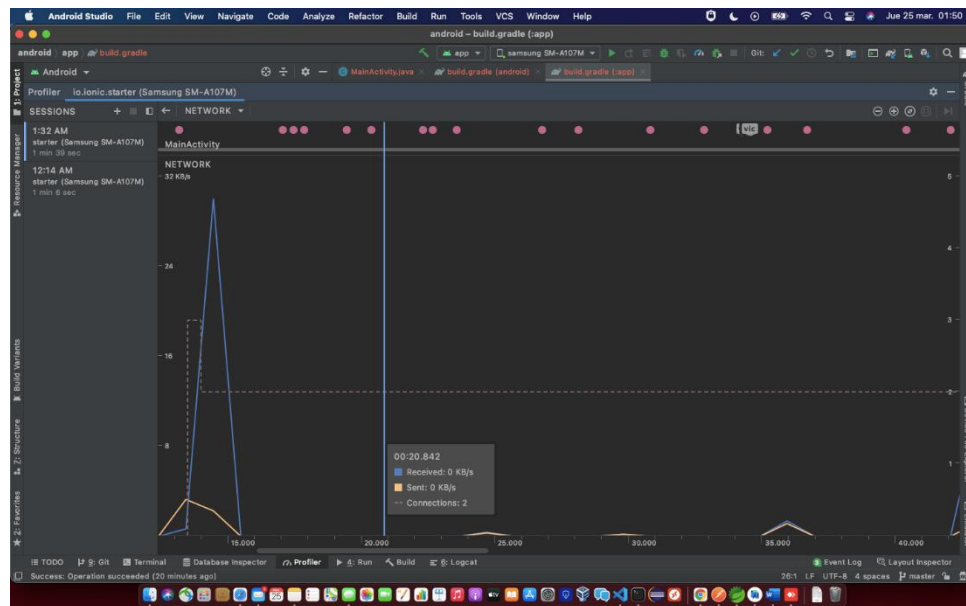 Android Studio File Edit View Navigate Code Analyze Refactor Build Run Tools VCS Window Help Jue 25 mar. 01:50
android – build.gradle (:app)
android app build.gradle app samsung SM-A107M Git:
Android MainActivity.java build.gradle (android) build.gradle (:app)
Profiler io.ionic.starter (Samsung SM-A107M)
SESSIONS NETWORK
1:32 AM
starter (Samsung SM-A107M)
1 min 39 sec
12:14 AM
starter (Samsung SM-A107M)
1 min 6 sec
vic
MainActivity
NETWORK
32 KB/s 5
4
24
3
16
2
8
1
00:20.842
Received: 0 KB/s
Sent: 0 KB/s
Connections: 2
15.000 20.000 25.000 30.000 35.000 40.000
1: Project
Resource Manager
Build Variants
Z: Structure
2: Favorites
TODO 9: Git Terminal Database Inspector Profiler 4: Run Build 6: Logcat Event Log Layout Inspector
Success: Operation succeeded (20 minutes ago) 26:1 LF UTF-8 4 spaces master
25